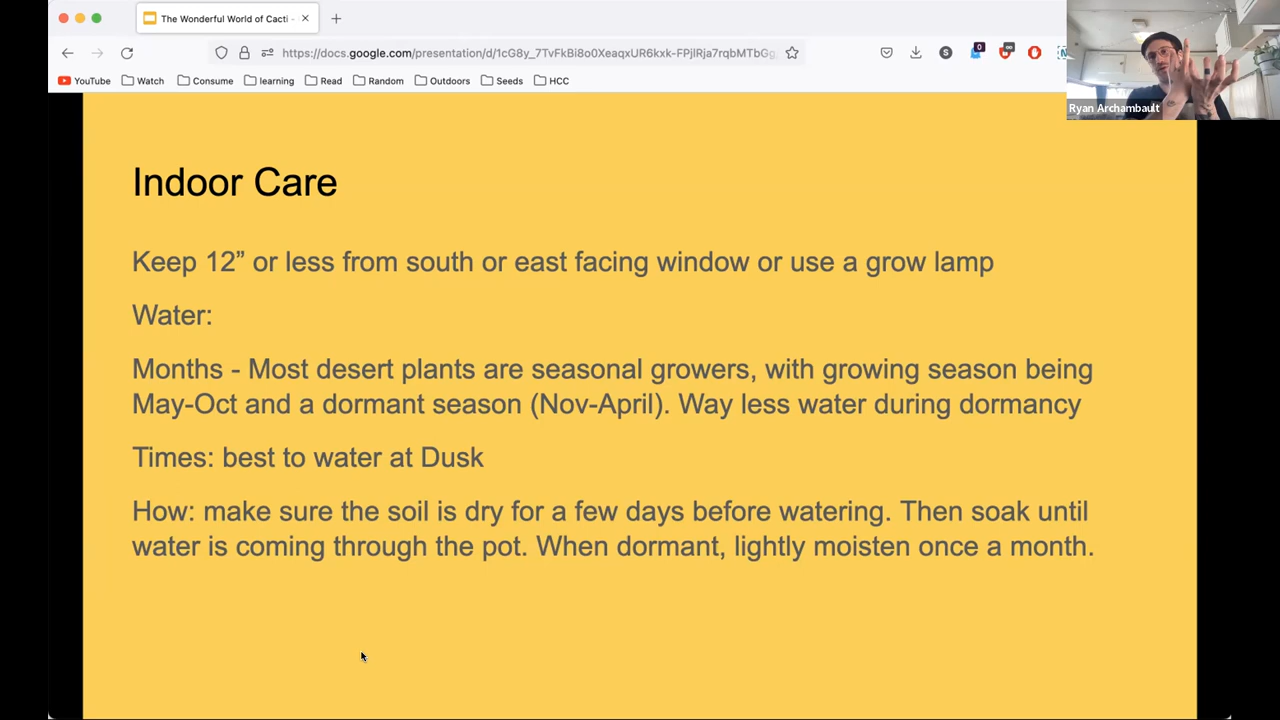 The Wonderful World of Cacti -
https://docs.google.com/presentation/d/1cG8y_7TvFkBi8o0XeaqxUR6kxk-FPjlRja7rqbMTbGg
S
0
YouTube
Watch
Consume
learning
Read
Random
Outdoors
Seeds
HCC
Ryan Archambault
Indoor Care
Keep 12” or less from south or east facing window or use a grow lamp
Water:
Months - Most desert plants are seasonal growers, with growing season being
May-Oct and a dormant season (Nov-April). Way less water during dormancy
Times: best to water at Dusk
How: make sure the soil is dry for a few days before watering. Then soak until
water is coming through the pot. When dormant, lightly moisten once a month.